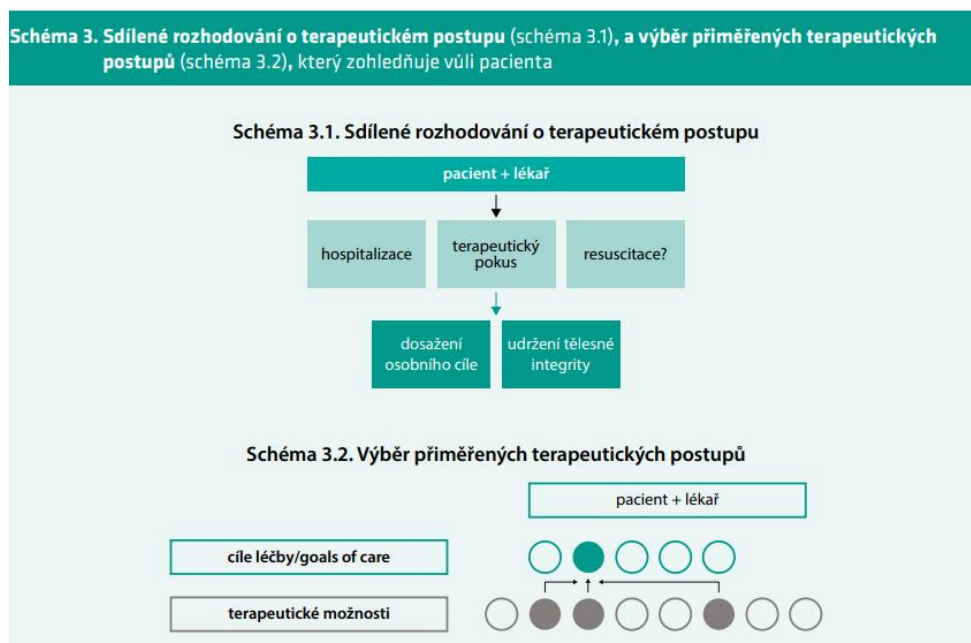 Schéma 3. Sdílené rozhodování o terapeutickém postupu (schéma 3.1), a výběr přiměřených terapeutických
postupů (schéma 3.2), který zohledňuje vůli pacienta
Schéma 3.1. Sdílené rozhodování o terapeutickém postupu
pacient + lékař
hospitalizace
terapeutický
pokus
resuscitace?
dosažení
osobního cíle
udržení tělesné
integrity
Schéma 3.2. Výběr přiměřených terapeutických postupů
pacient + lékař
cíle léčby/goals of care
terapeutické možnosti